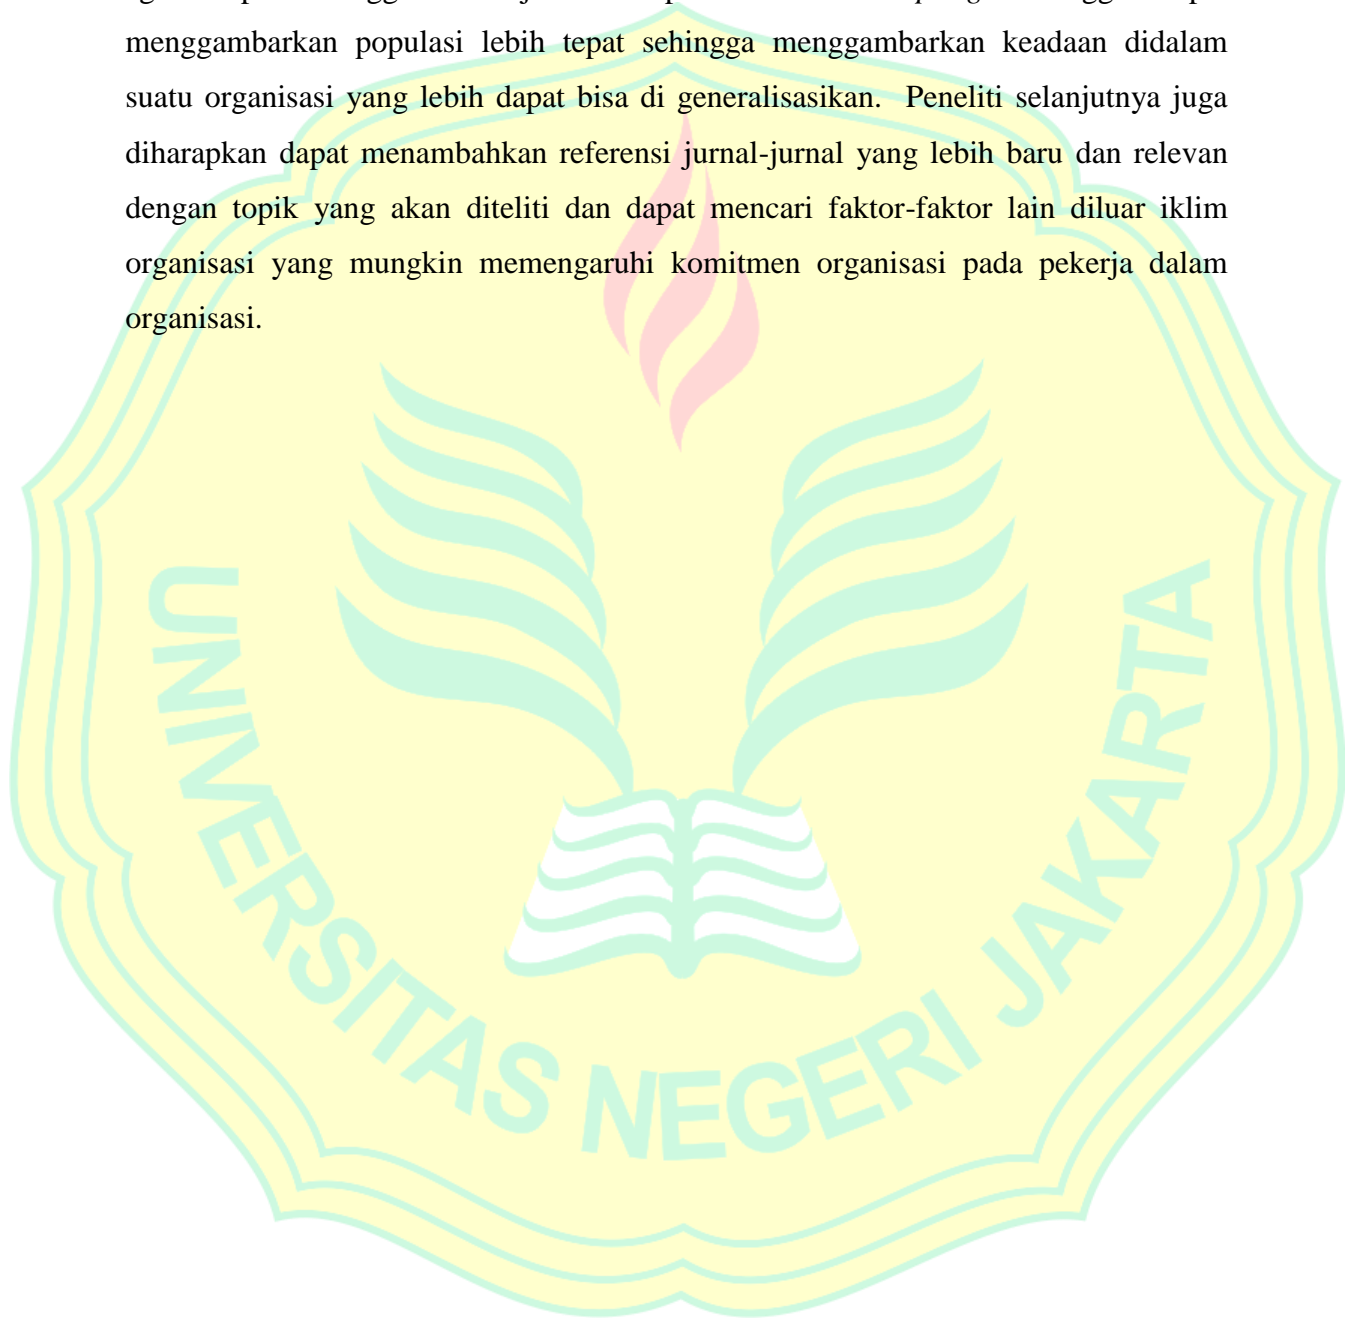 menggambarkan populasi lebih tepat sehingga menggambarkan keadaan didalam
suatu organisasi yang lebih dapat bisa di generalisasikan. Peneliti selanjutnya juga
diharapkan dapat menambahkan referensi jurnal-jurnal yang lebih baru dan relevan
dengan topik yang akan diteliti dan dapat mencari faktor-faktor lain diluar iklim
organisasi yang mungkin memengaruhi komitmen organisasi pada pekerja dalam
organisasi.
UNIVERSITAS NEGERI JAKARTA